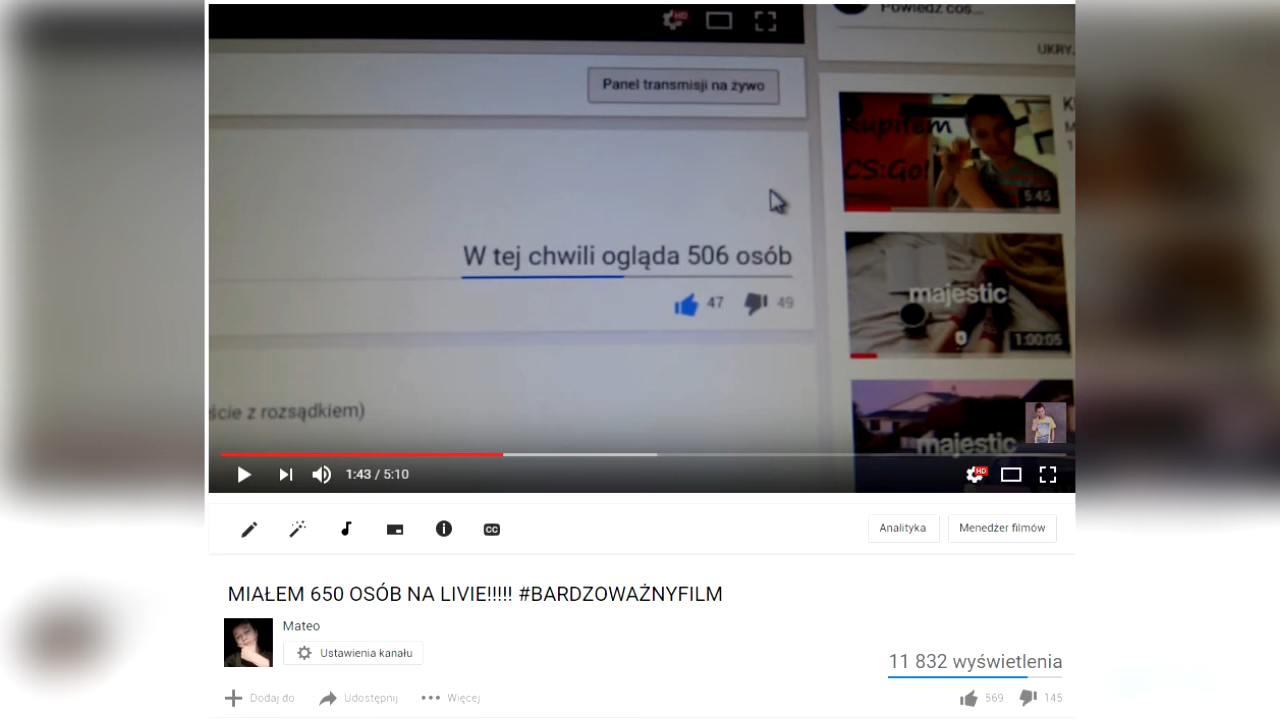 Powiedz coś...
UKRY
Panel transmisji na żywo
Kupiłem
CS:Go!
5:45
W tej chwili ogląda 506 osób
47 49
majestic
1:00:05
ście z rozsądkiem)
majestic
1:43 / 5:10
HD
CC
Analityka
Menedżer filmów
MIAŁEM 650 OSÓB NA LIVIE!!!!! #BARDZOWAŻNYFILM
Mateo
Ustawienia kanału
11 832 wyświetlenia
Dodaj do
Udostępnij
Więcej
569 145